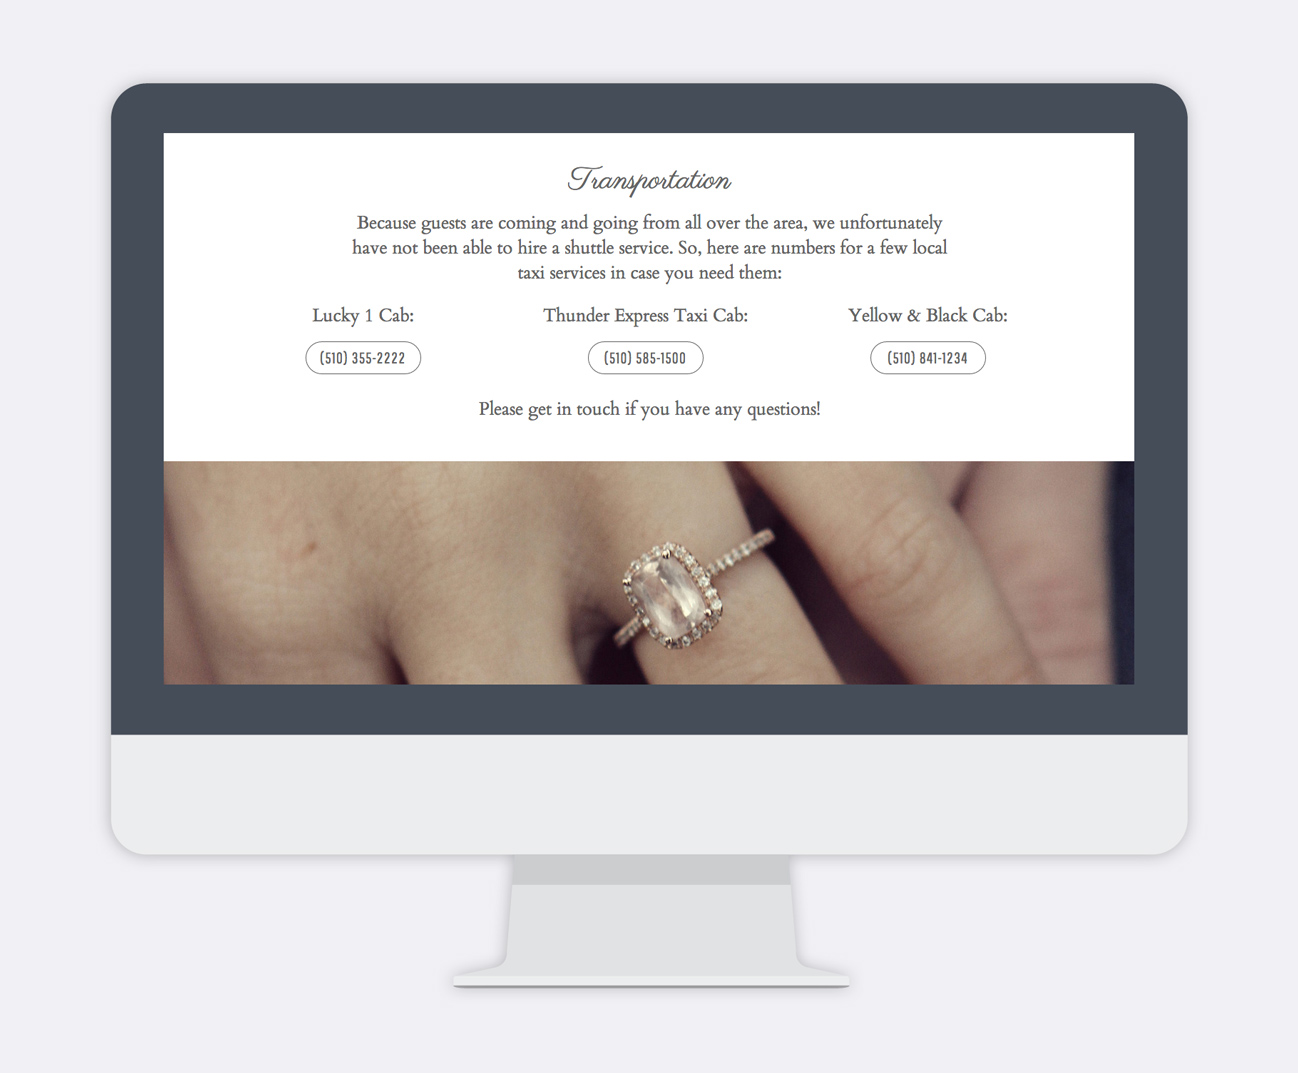 Transportation
Because guests are coming and going from all over the area, we unfortunately
have not been able to hire a shuttle service. So, here are numbers for a few local
taxi services in case you need them:
Lucky 1 Cab:
Thunder Express Taxi Cab:
Yellow & Black Cab:
(510) 355-2222
(510) 585-1500
(510) 841-1234
Please get in touch if you have any questions!